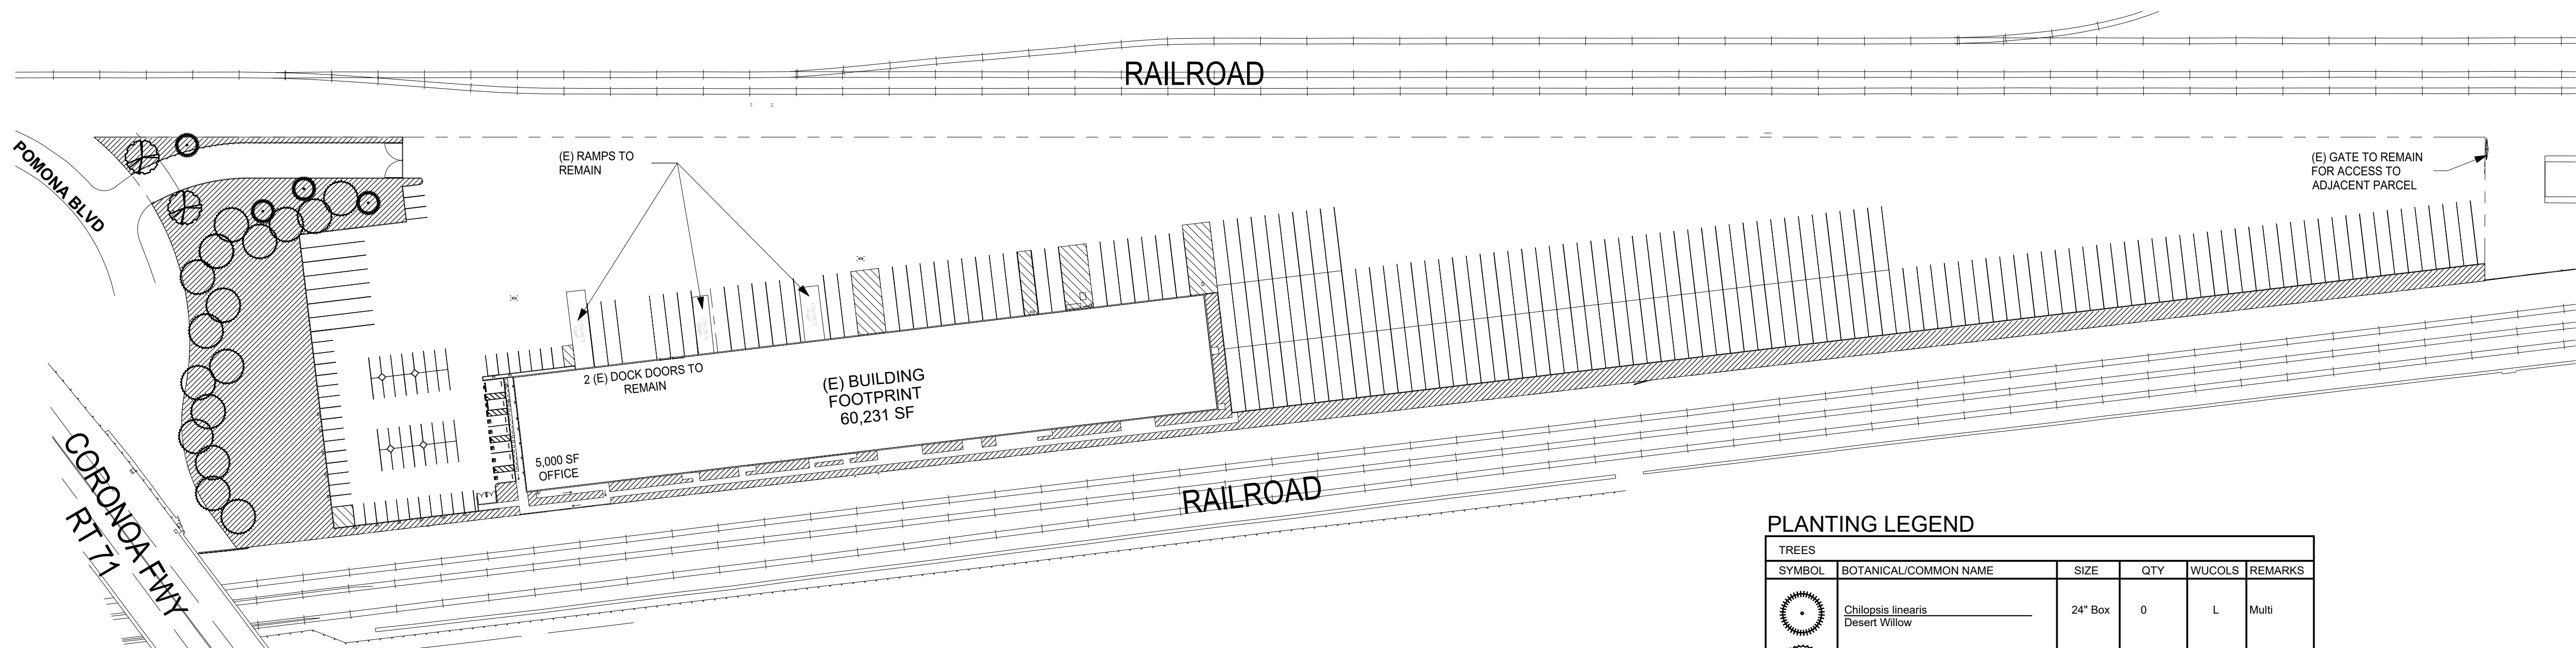 RAILROAD
POMONA BLVD
(E) RAMPS TO
REMAIN
(E) GATE TO REMAIN
FOR ACCESS TO
ADJACENT PARCEL
2 (E) DOCK DOORS TO
REMAIN
(E) BUILDING
FOOTPRINT
60,231 SF
5,000 SF
OFFICE
RAILROAD
CORONOA FWY
RT 71
PLANTING LEGEND
TREES
SYMBOL BOTANICAL/COMMON NAME SIZE QTY WUCOLS REMARKS
Chilopsis linearis 24" Box 0 L Multi
Desert Willow